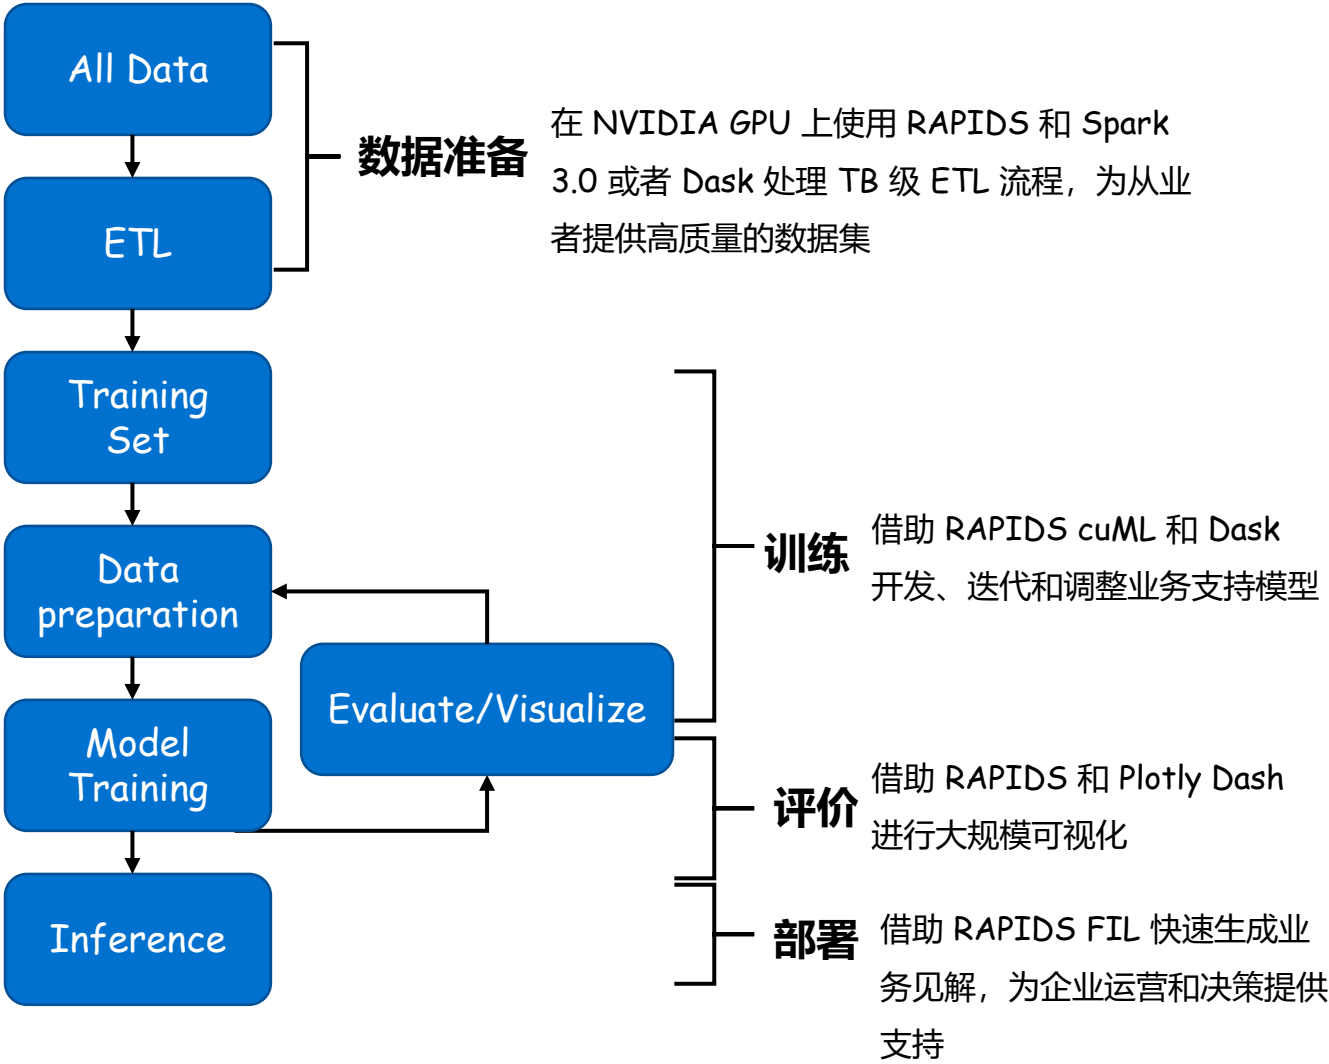 All Data
ETL
数据准备
在 NVIDIA GPU 上使用 RAPIDS 和 Spark
3.0 或者 Dask 处理 TB 级 ETL 流程，为从业
者提供高质量的数据集
Training
Set
Data
preparation
Model
Training
Inference
Evaluate/Visualize
训练
借助 RAPIDS cuML 和 Dask
开发、迭代和调整业务支持模型
评价
借助 RAPIDS 和 Plotly Dash
进行大规模可视化
部署
借助 RAPIDS FIL 快速生成业
务见解，为企业运营和决策提供
支持